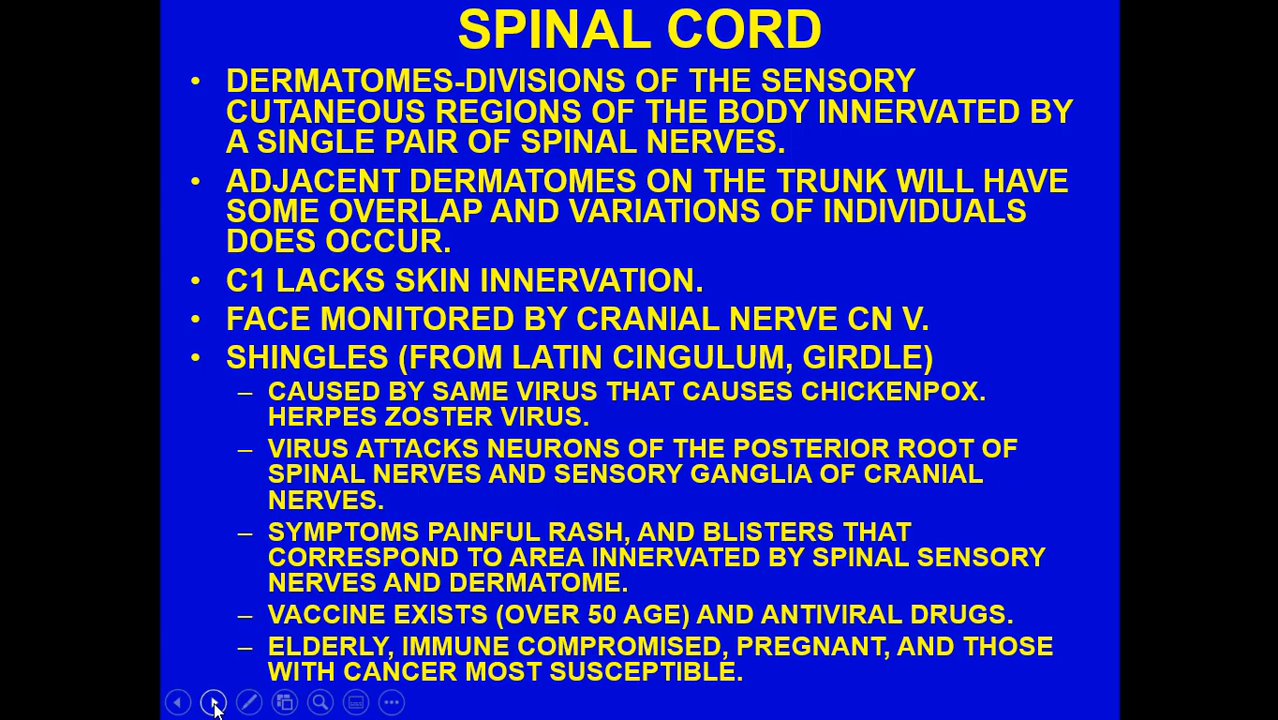 SPINAL CORD
• DERMATOMES-DIVISIONS OF THE SENSORY
CUTANEOUS REGIONS OF THE BODY INNERVATED BY
A SINGLE PAIR OF SPINAL NERVES.
• ADJACENT DERMATOMES ON THE TRUNK WILL HAVE
SOME OVERLAP AND VARIATIONS OF INDIVIDUALS
DOES OCCUR.
• C1 LACKS SKIN INNERVATION.
• FACE MONITORED BY CRANIAL NERVE CN V.
• SHINGLES (FROM LATIN CINGULUM, GIRDLE)
– CAUSED BY SAME VIRUS THAT CAUSES CHICKENPOX.
HERPES ZOSTER VIRUS.
– VIRUS ATTACKS NEURONS OF THE POSTERIOR ROOT OF
SPINAL NERVES AND SENSORY GANGLIA OF CRANIAL
NERVES.
– SYMPTOMS PAINFUL RASH, AND BLISTERS THAT
CORRESPOND TO AREA INNERVATED BY SPINAL SENSORY
NERVES AND DERMATOME.
– VACCINE EXISTS (OVER 50 AGE) AND ANTIVIRAL DRUGS.
– ELDERLY, IMMUNE COMPROMISED, PREGNANT, AND THOSE
WITH CANCER MOST SUSCEPTIBLE.